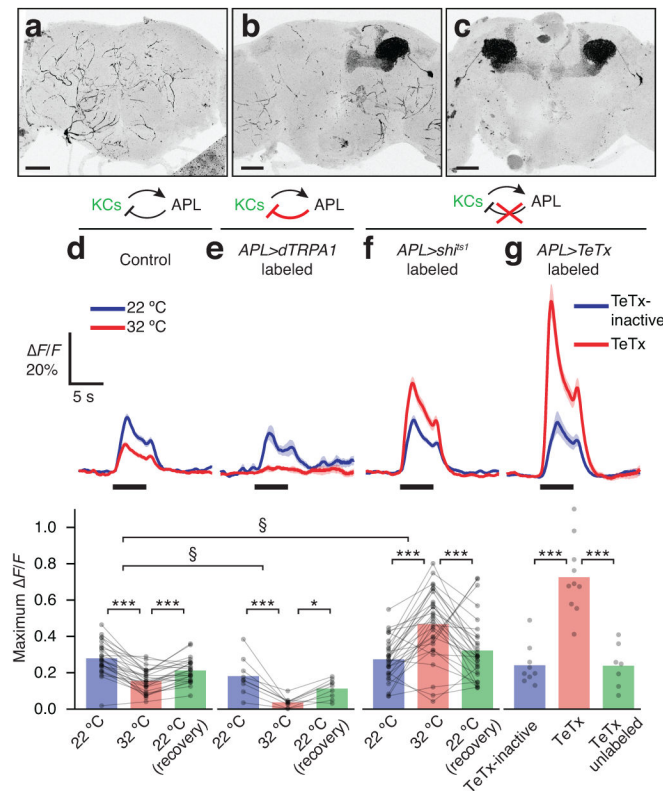 a
b
c
KCs APL
KCs APL
KCs APL
d
Control
e
APL>dTRPA1
labeled
f
APL>shi^ts1
labeled
g
APL>TeTx
labeled
22 °C
32 °C
TeTx-
inactive
TeTx
ΔF/F
20%
5 s
Maximum ΔF/F
1.0
0.8
0.6
0.4
0.2
0.0
§
§
*** ***
*** *
*** ***
*** ***
22 °C
32 °C
22 °C
(recovery)
22 °C
32 °C
22 °C
(recovery)
22 °C
32 °C
22 °C
(recovery)
TeTx-inactive
TeTx
TeTx
unlabeled